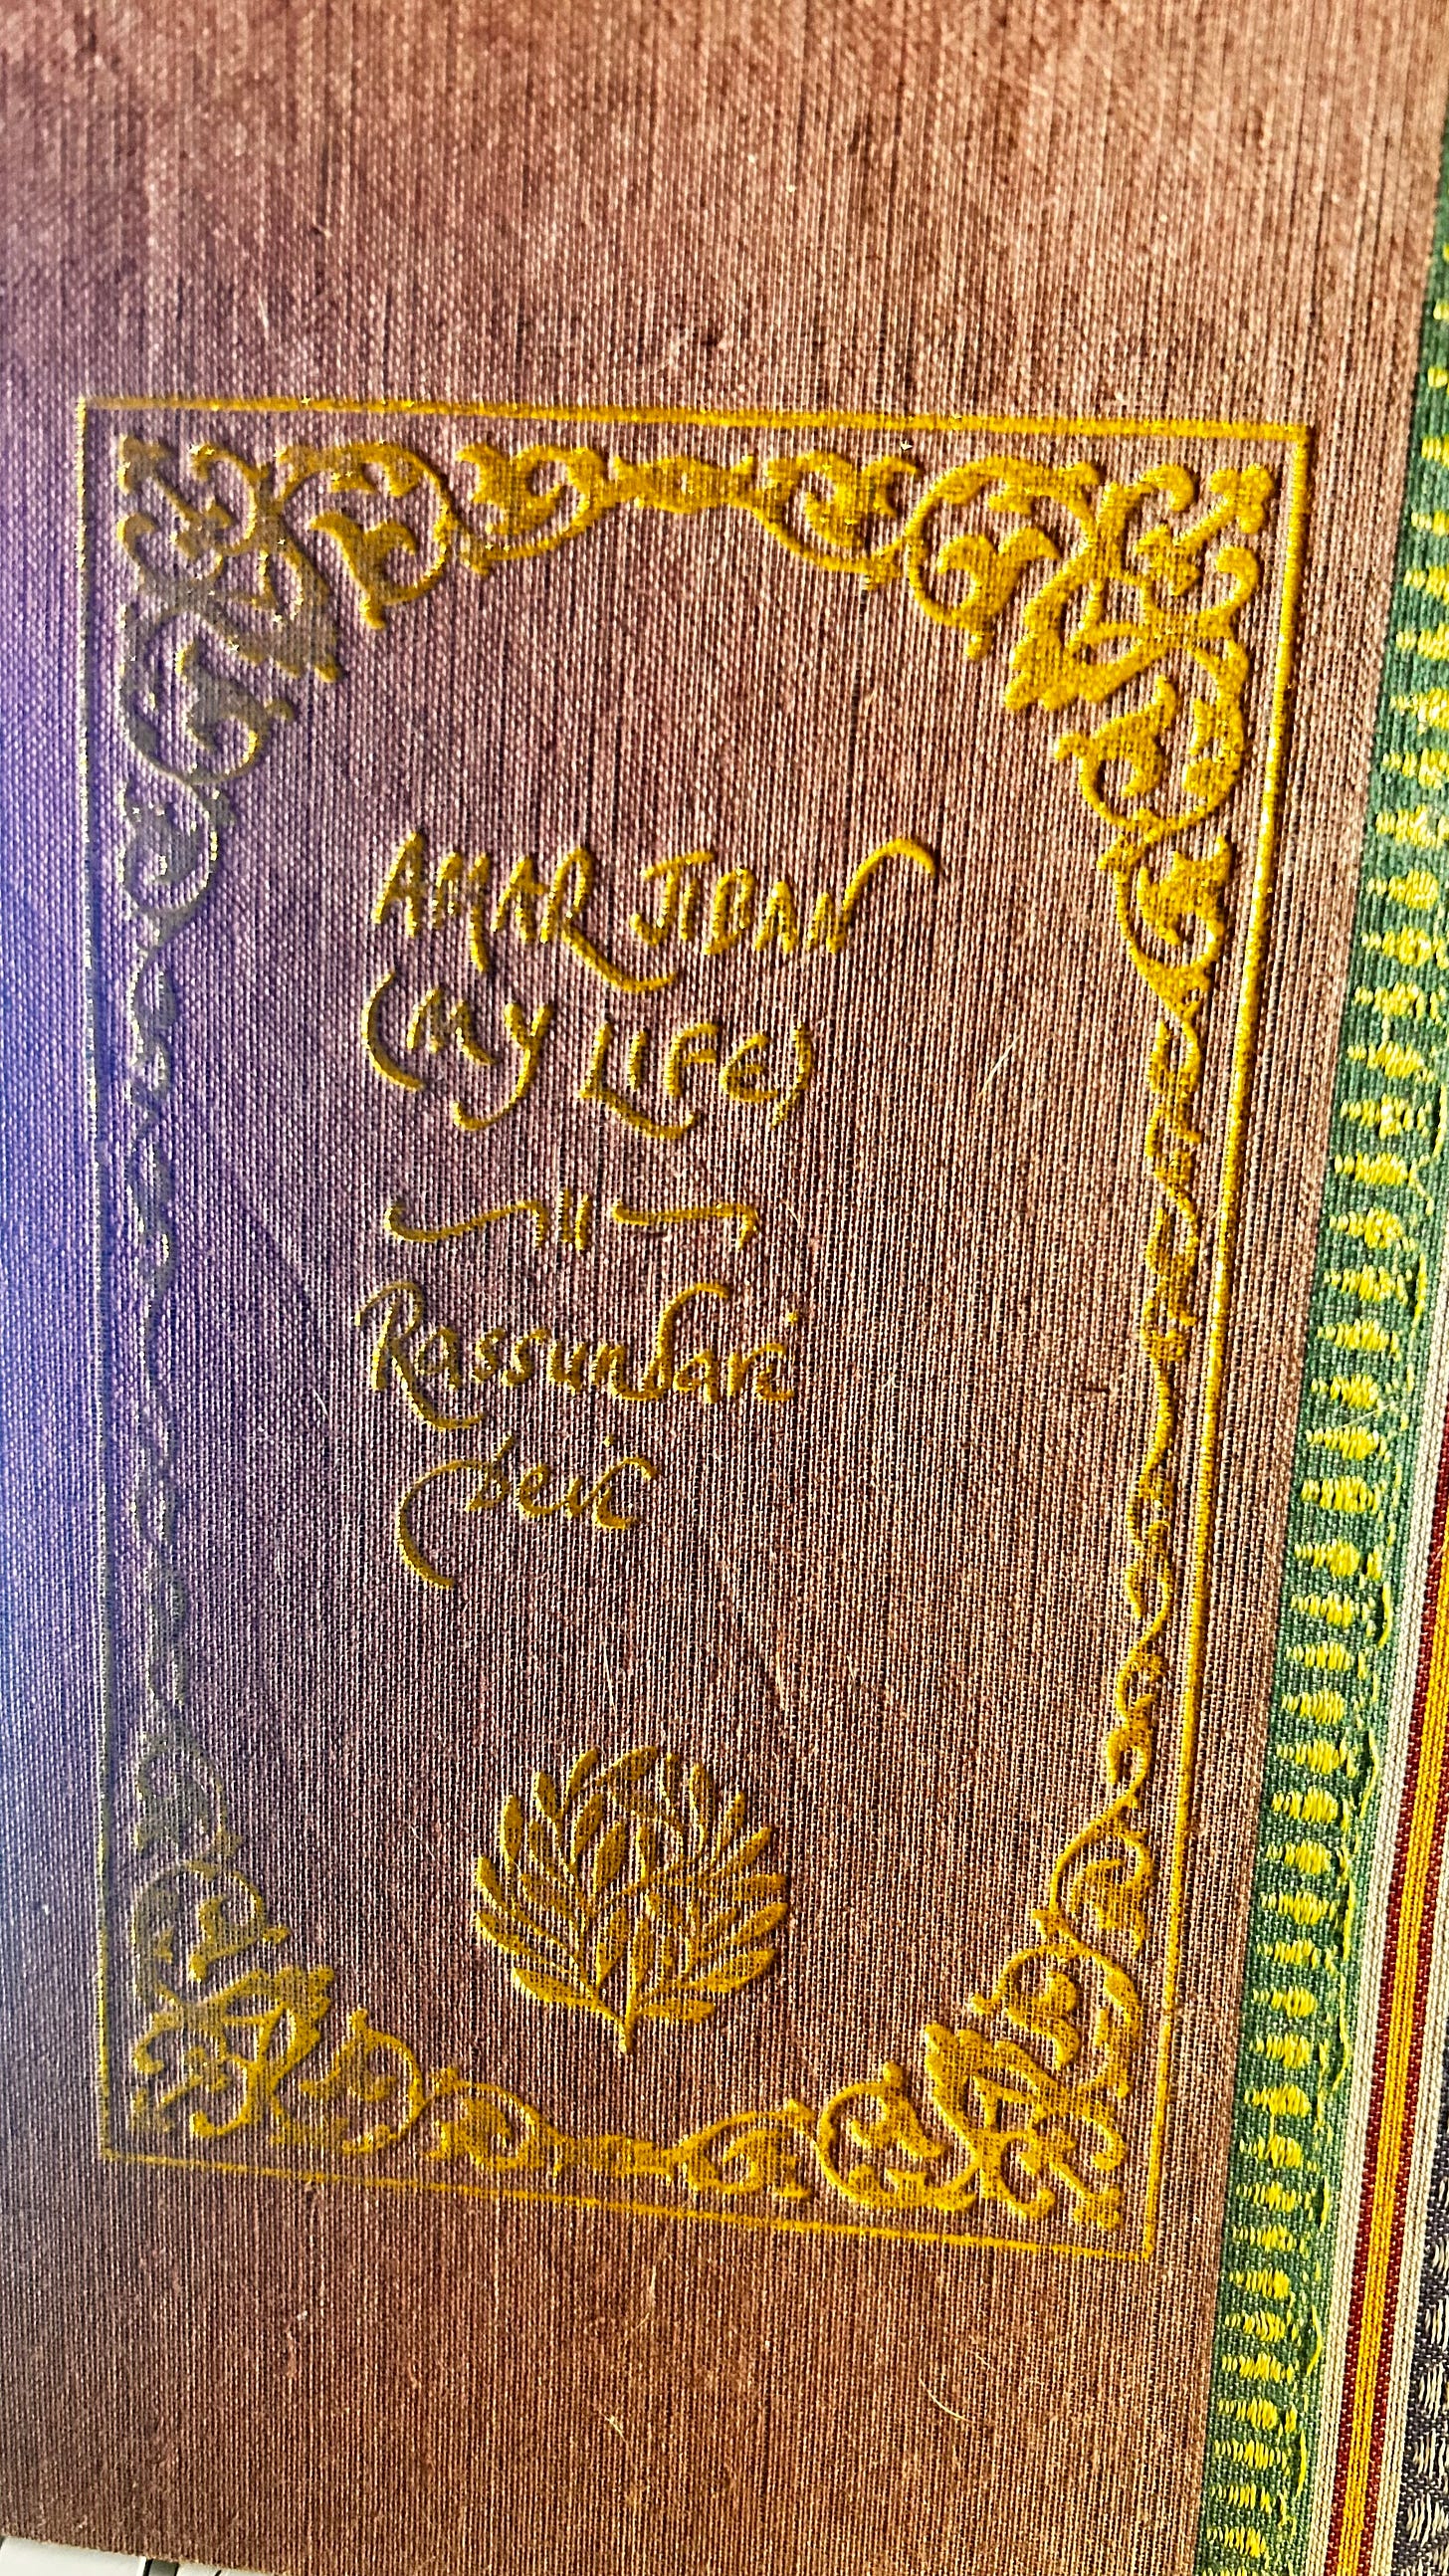 AMAR JIBAN
(MY LIFE)
Rassundari
Devi